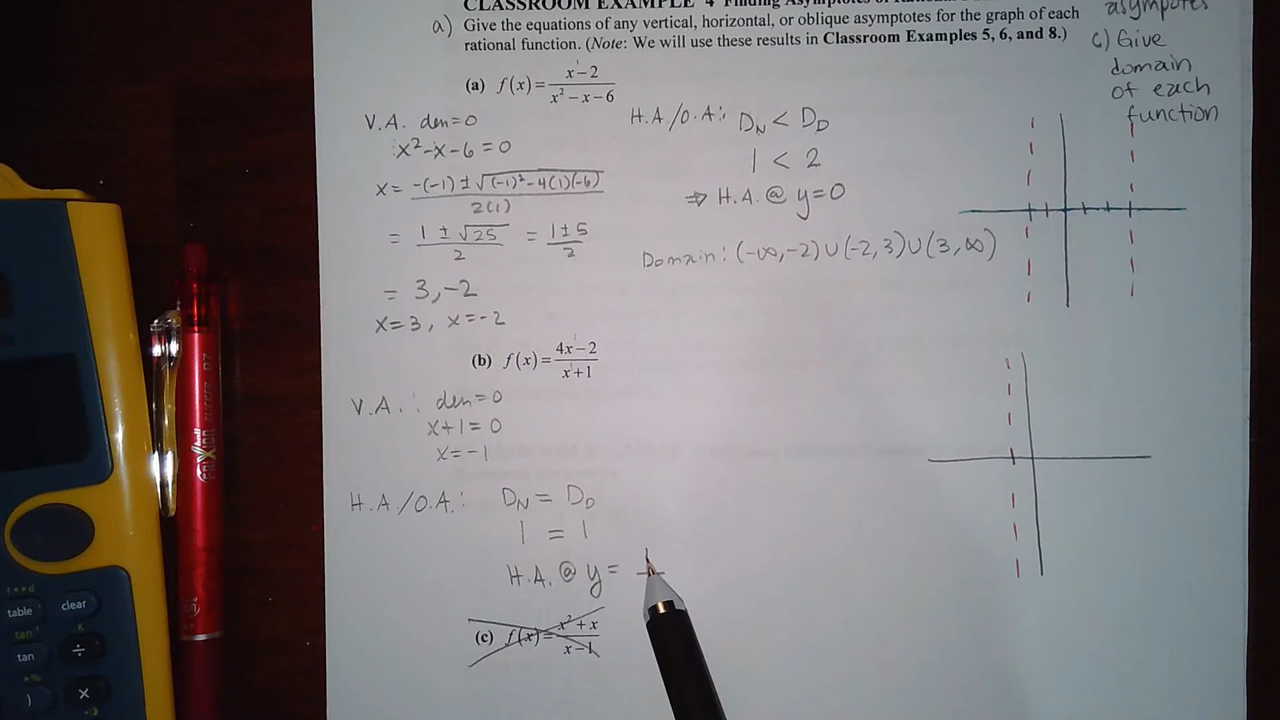 CLASSROOM EXAMPLE 4 Finding Asymptotes of
a) Give the equations of any vertical, horizontal, or oblique asymptotes for the graph of each
rational function. (Note: We will use these results in Classroom Examples 5, 6, and 8.)
asymptotes
c) Give
domain
of each
function
(a) f(x) = x-2
x² - x - 6
V.A. den=0
x²-x-6=0
x= -(-1) ± √(-1)²-4(1)(-6)
2(1)
= 1 ± √25 = 1±5
2 2
= 3, -2
x=3, x=-2
H.A./O.A.: D_N < D_D
1 < 2
⇒ H.A. @ y=0
Domain: (-∞,-2)∪(-2,3)∪(3,∞)
(b) f(x) = 4x-2
x+1
V.A.: den=0
x+1=0
x=-1
H.A./O.A.: D_N = D_D
1 = 1
H.A. @ y=
(c) f(x) = x²+x
x-1
table
clear
tan⁻¹
tan
÷
)
×
FRIXION